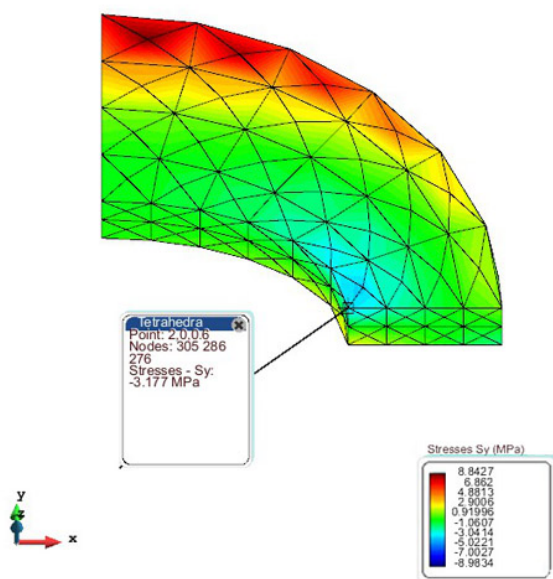 Tetrahedra
Point: 2,0,0.6
Nodes: 305 286
276
Stresses - Sy:
-3.177 MPa
Stresses Sy (MPa)
8.8427
6.862
4.8813
2.9006
0.91996
-1.0607
-3.0414
-5.0221
-7.0027
-8.9834
y
z
x